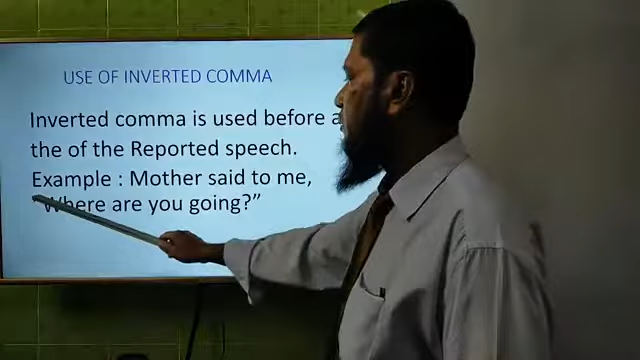 USE OF INVERTED COMMA
Inverted comma is used before a
the of the Reported speech.
Example : Mother said to me,
"Where are you going?”